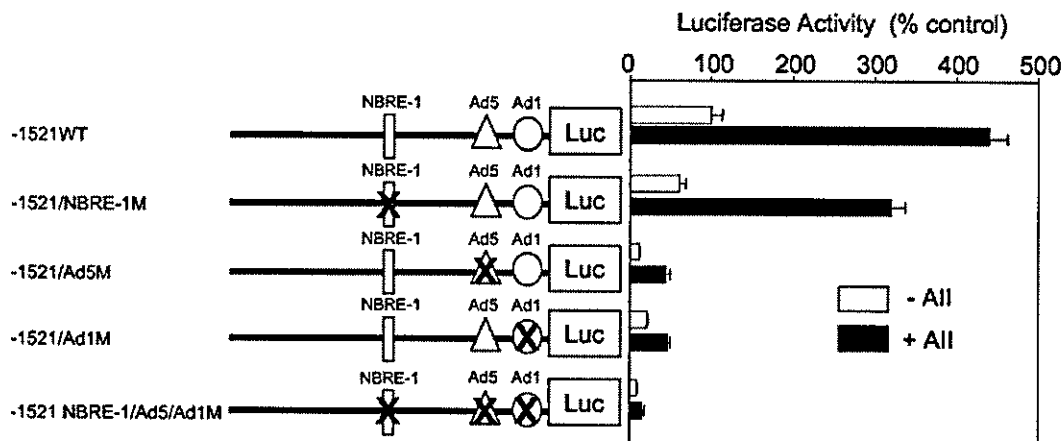 Luciferase Activity (% control)
0 100 200 300 400 500
NBRE-1 Ad5 Ad1
-1521WT Luc
NBRE-1 Ad5 Ad1
-1521/NBRE-1M Luc
NBRE-1 Ad5 Ad1
-1521/Ad5M Luc
- AII
NBRE-1 Ad5 Ad1
-1521/Ad1M Luc
+ AII
NBRE-1 Ad5 Ad1
-1521 NBRE-1/Ad5/Ad1M Luc